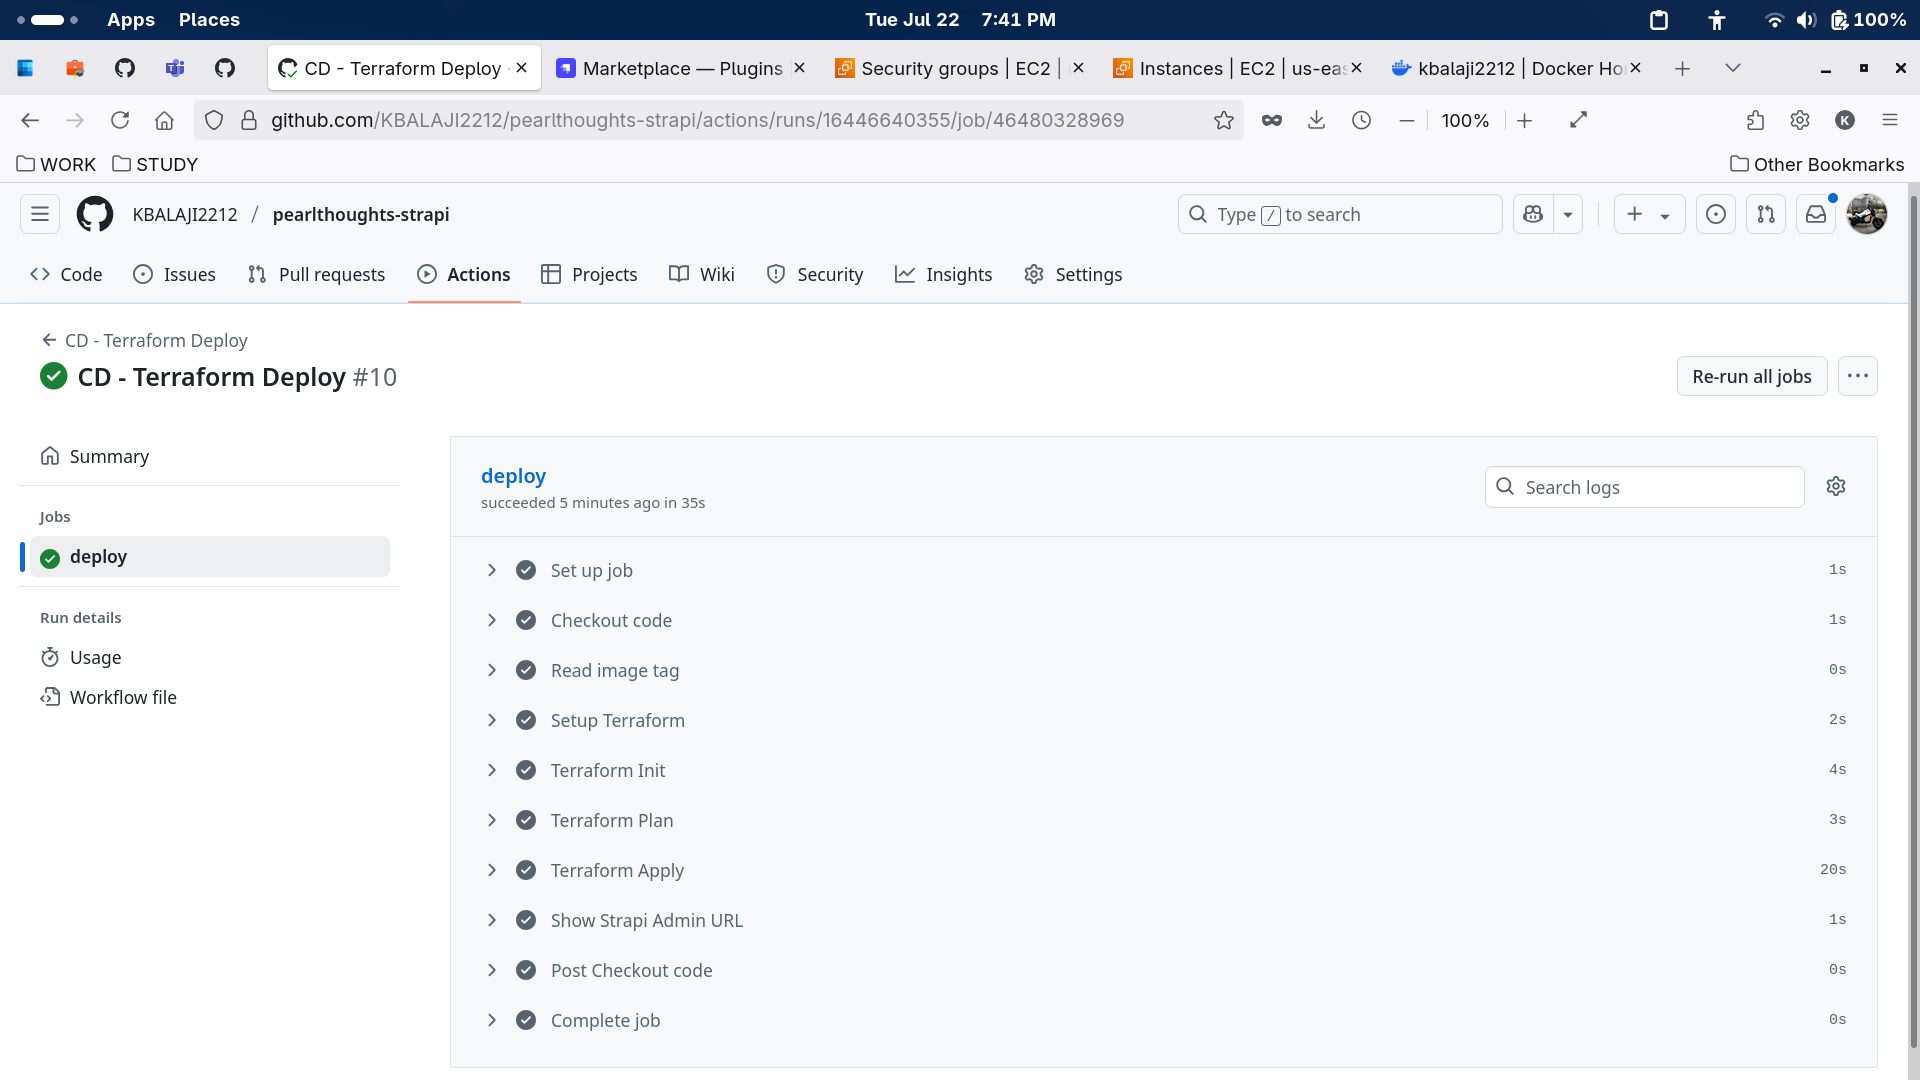 Apps Places Tue Jul 22 7:41 PM 100%
CD - Terraform Deploy Marketplace — Plugins Security groups | EC2 | Instances | EC2 | us-eas kbalaji2212 | Docker Ho
github.com/KBALAJI2212/pearlthoughts-strapi/actions/runs/16446640355/job/46480328969 100% K
WORK STUDY Other Bookmarks
KBALAJI2212 / pearlthoughts-strapi Type / to search
Code Issues Pull requests Actions Projects Wiki Security Insights Settings
CD - Terraform Deploy
CD - Terraform Deploy #10 Re-run all jobs
Summary
Jobs
deploy
Run details
Usage
Workflow file
deploy
succeeded 5 minutes ago in 35s
Search logs
Set up job 1s
Checkout code 1s
Read image tag 0s
Setup Terraform 2s
Terraform Init 4s
Terraform Plan 3s
Terraform Apply 20s
Show Strapi Admin URL 1s
Post Checkout code 0s
Complete job 0s